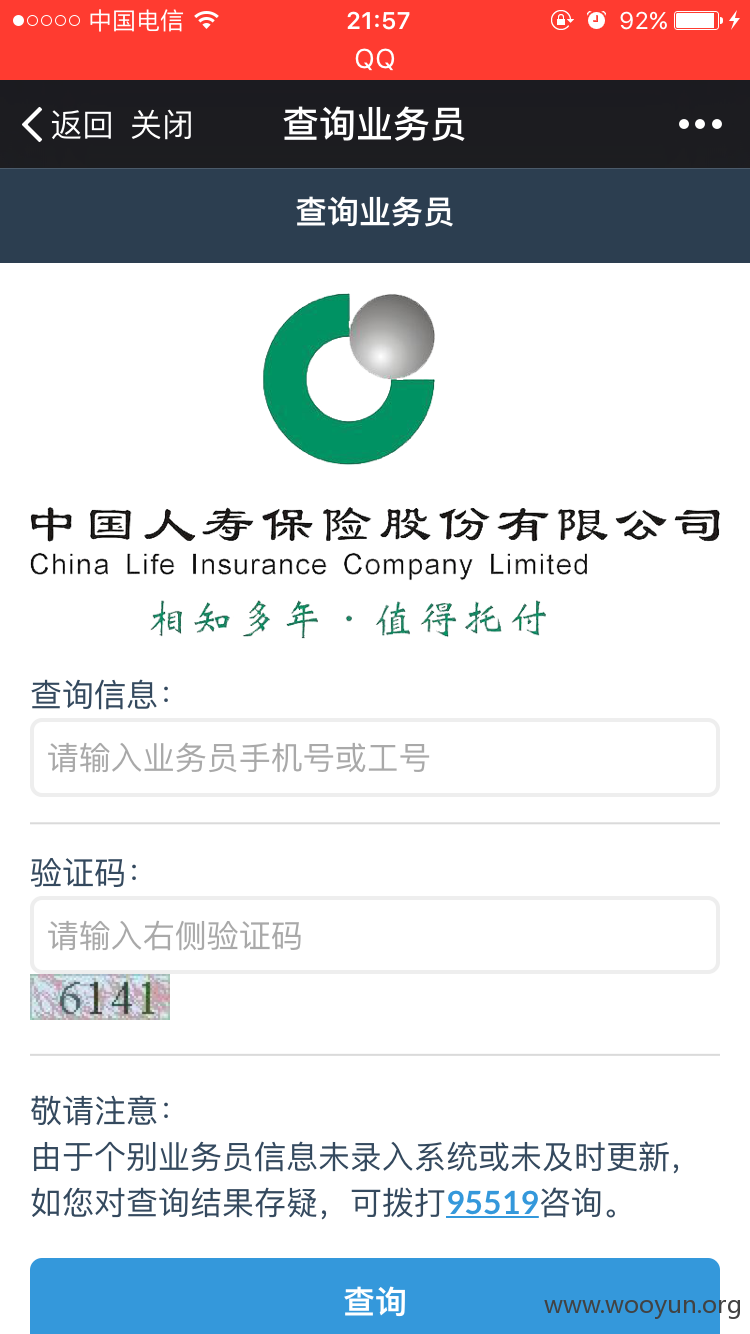 中国电信 21:57 92%
QQ
返回 关闭 查询业务员
查询业务员
中国人寿保险股份有限公司
China Life Insurance Company Limited
相知多年·值得托付
查询信息：
请输入业务员手机号或工号
验证码：
请输入右侧验证码
6141
敬请注意：
由于个别业务员信息未录入系统或未及时更新，
如您对查询结果存疑，可拨打95519咨询。
查询
www.wooyun.org